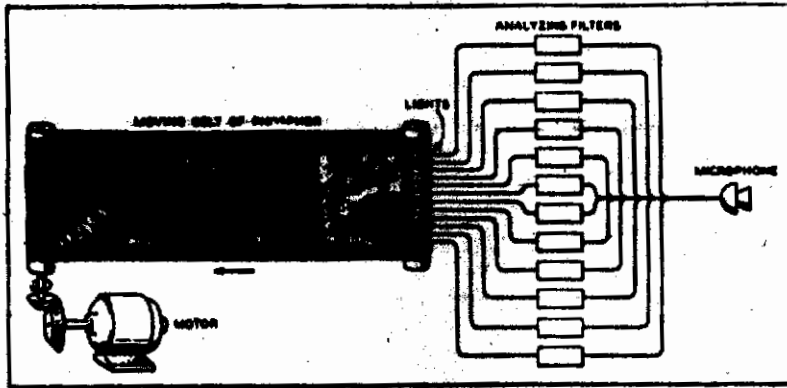 ANALYZING FILTERS
LIGHTS
MOVING BELT OF PHOSPHOR
MICROPHONE
MOTOR